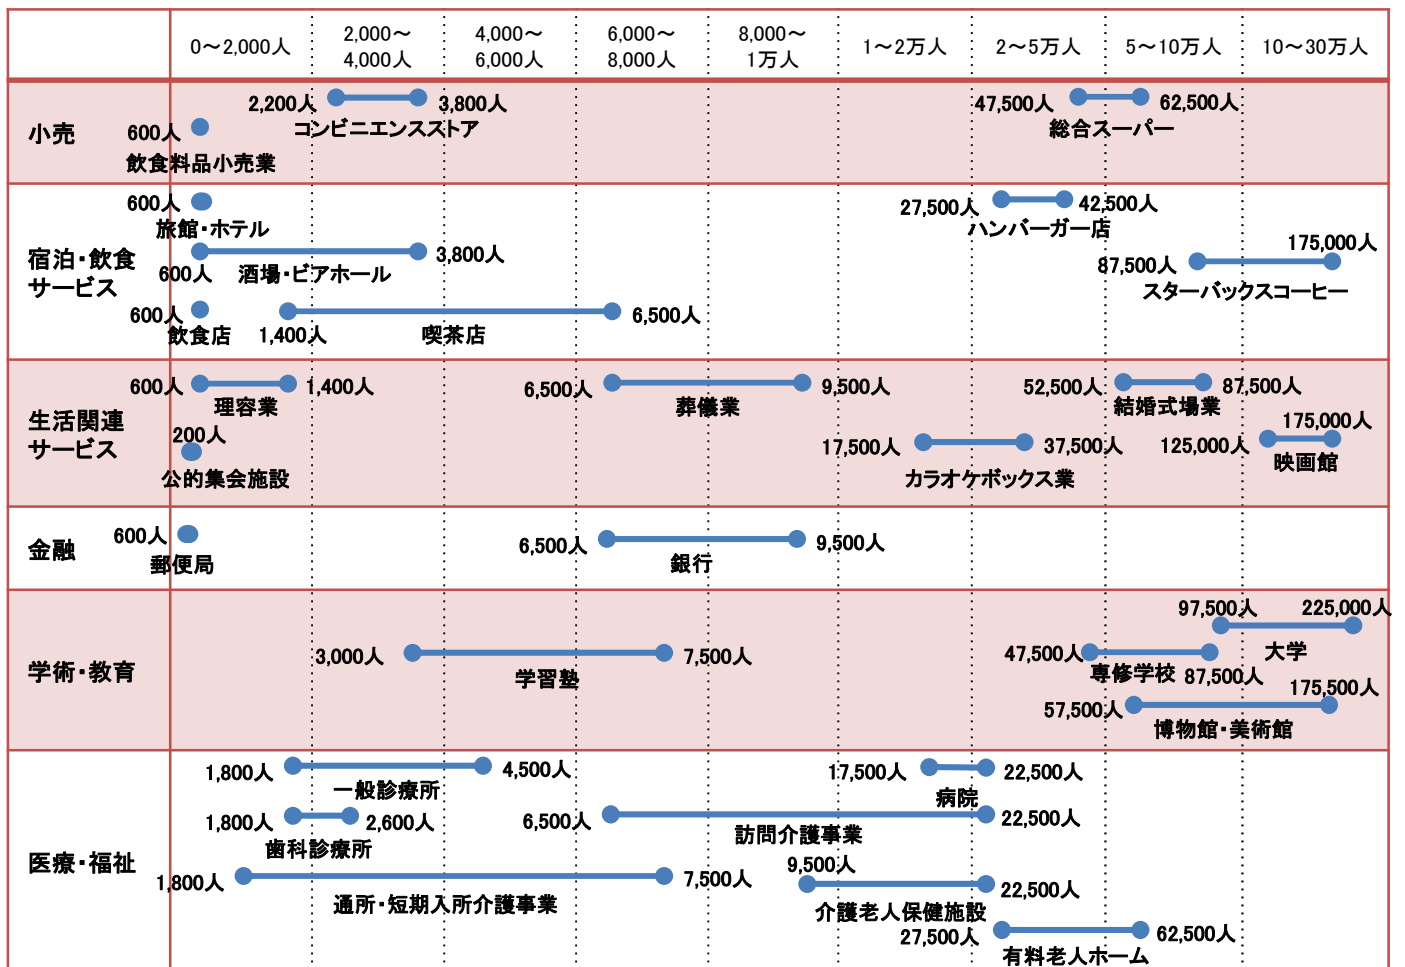 0～2,000人
2,000～
4,000人
4,000～
6,000人
6,000～
8,000人
8,000～
1万人
1～2万人
2～5万人
5～10万人
10～30万人
小売
2,200人
3,800人
コンビニエンスストア
47,500人
62,500人
総合スーパー
600人
飲食料品小売業
宿泊・飲食
サービス
600人
旅館・ホテル
27,500人
42,500人
ハンバーガー店
600人
酒場・ビアホール
3,800人
87,500人
175,000人
スターバックスコーヒー
600人
飲食店
1,400人
喫茶店
6,500人
生活関連
サービス
600人
1,400人
理容業
6,500人
9,500人
葬儀業
52,500人
87,500人
結婚式場業
200人
公的集会施設
17,500人
37,500人
カラオケボックス業
125,000人
175,000人
映画館
金融
600人
郵便局
6,500人
9,500人
銀行
学術・教育
97,500人
225,000人
大学
3,000人
7,500人
学習塾
47,500人
専修学校
87,500人
57,500人
175,500人
博物館・美術館
医療・福祉
1,800人
4,500人
一般診療所
17,500人
22,500人
病院
1,800人
2,600人
歯科診療所
6,500人
22,500人
訪問介護事業
1,800人
7,500人
通所・短期入所介護事業
9,500人
22,500人
介護老人保健施設
27,500人
62,500人
有料老人ホーム